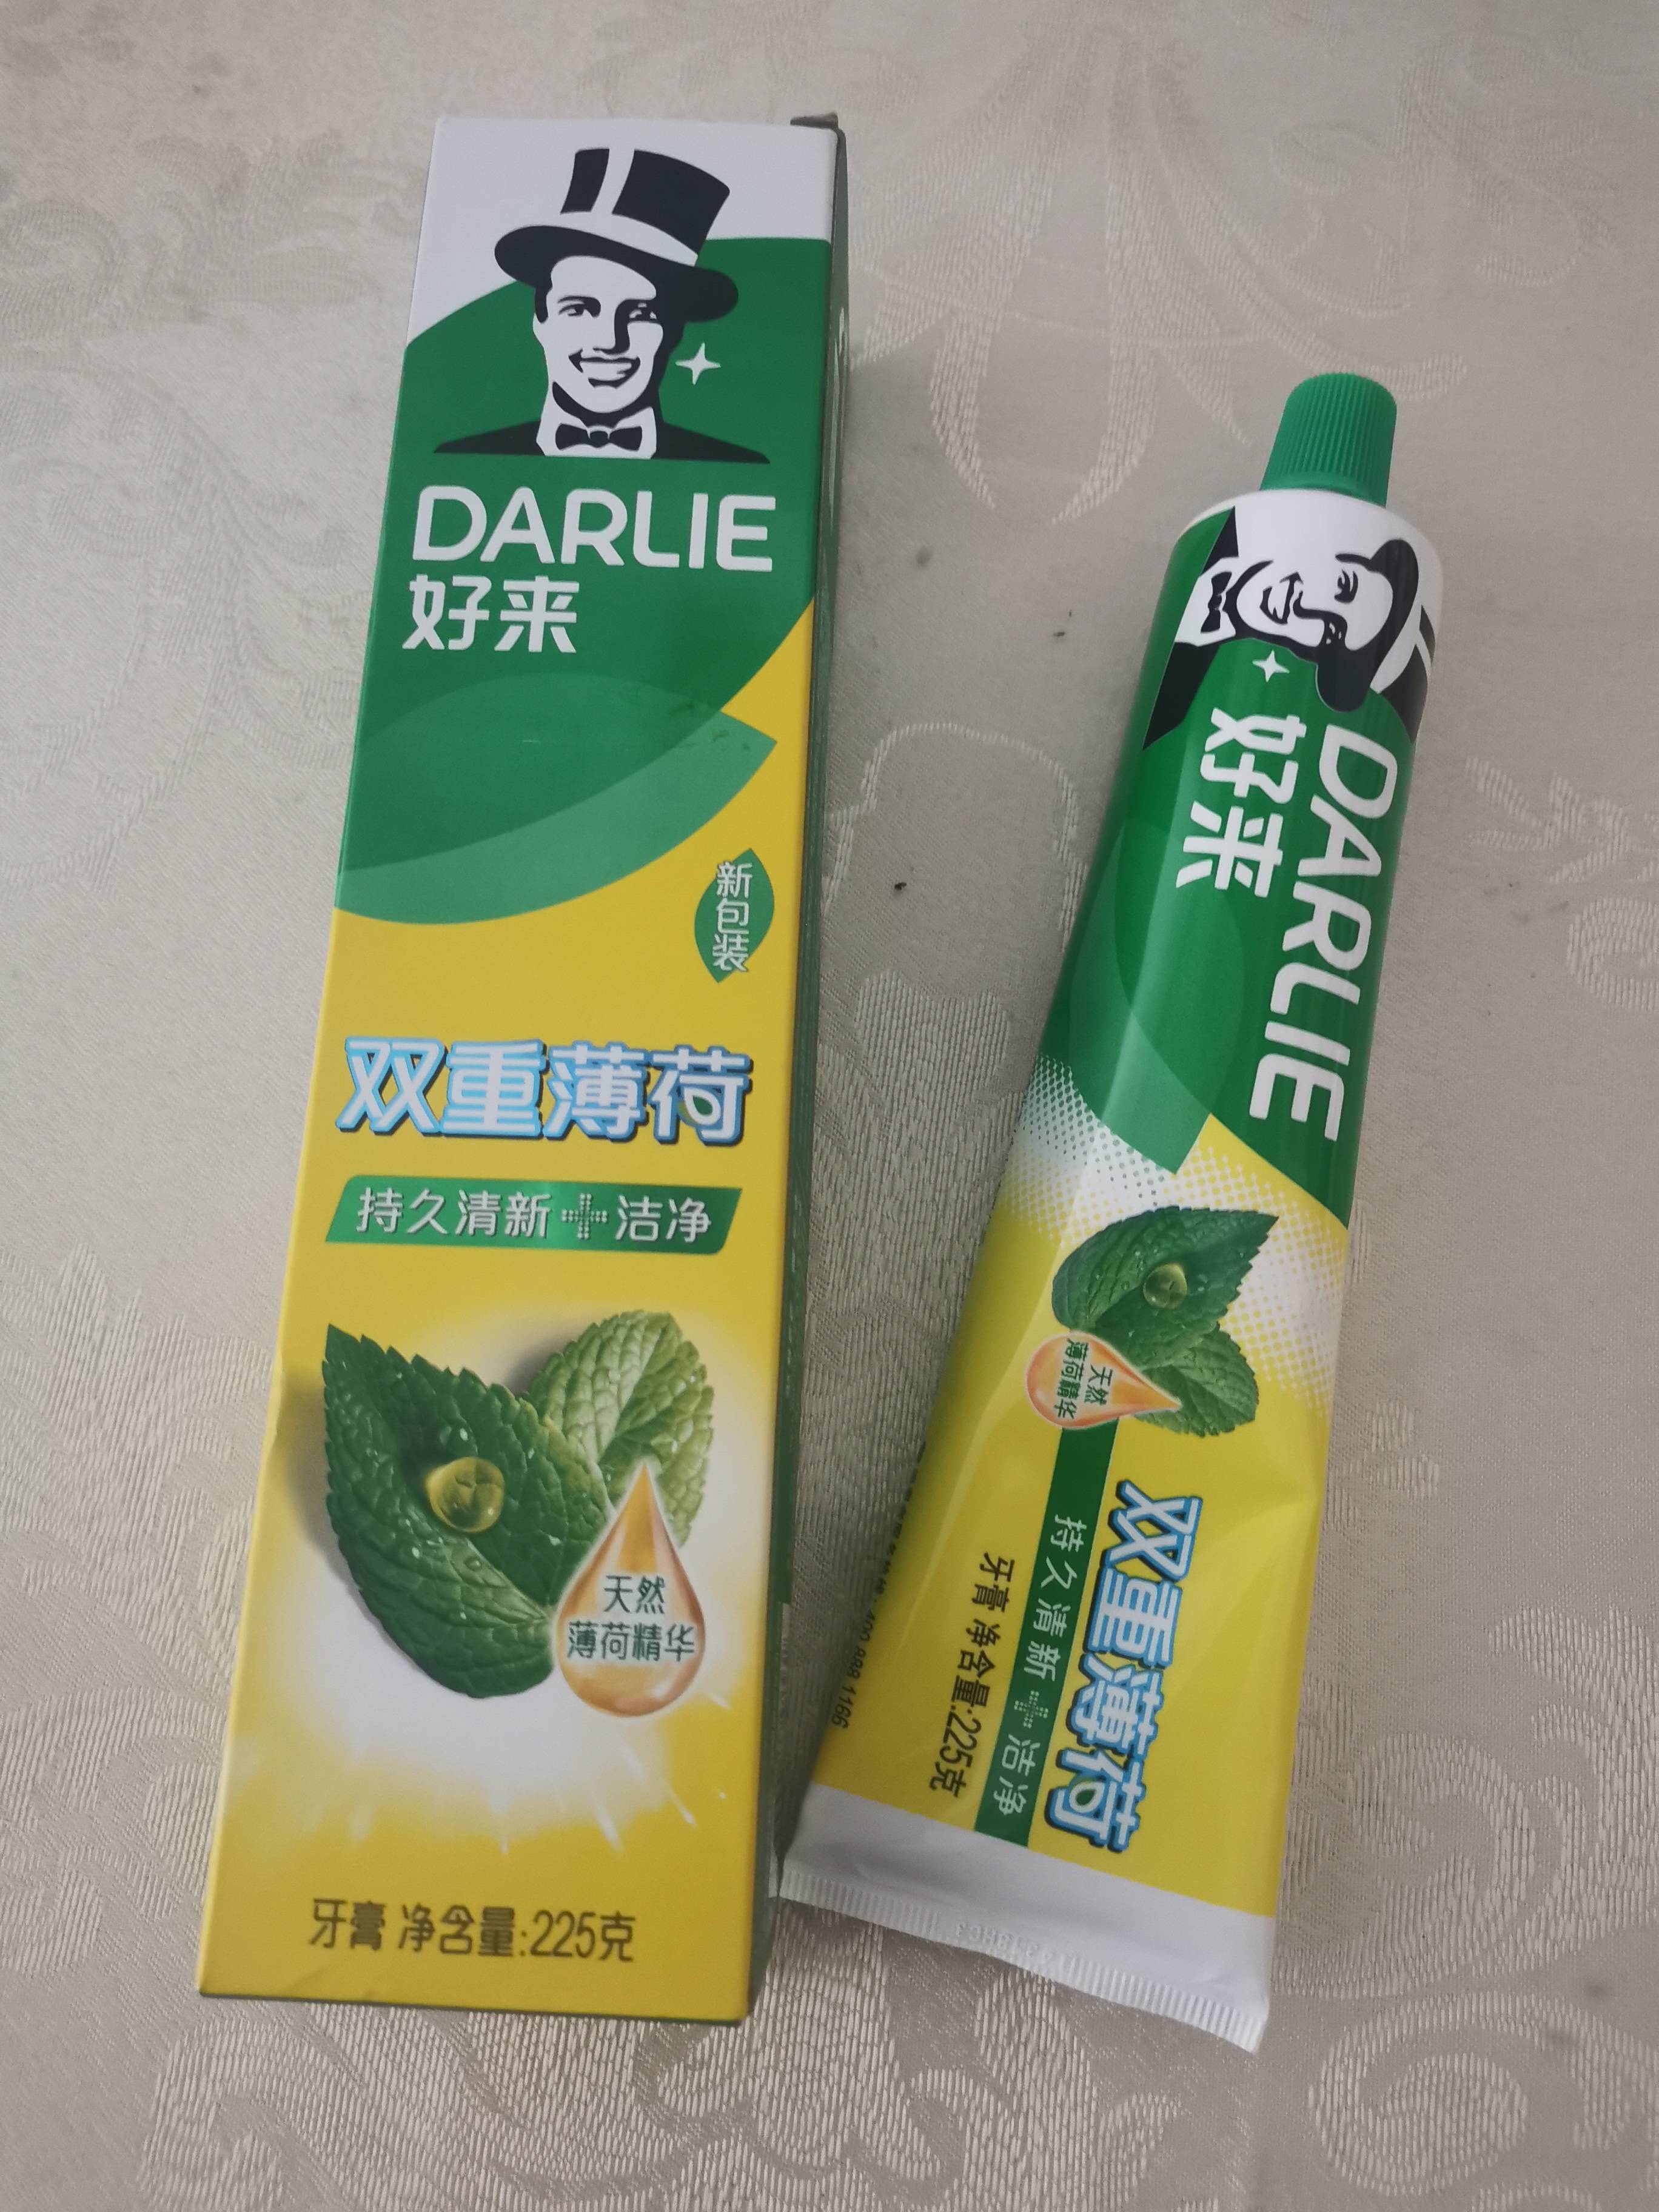 DARLIE
好来
新包装
双重薄荷
持久清新+洁净
天然
薄荷精华
牙膏 净含量:225克
DARLIE
好来
天然
薄荷精华
双重薄荷
持久清新+洁净
牙膏 净含量:225克
400 888 1166